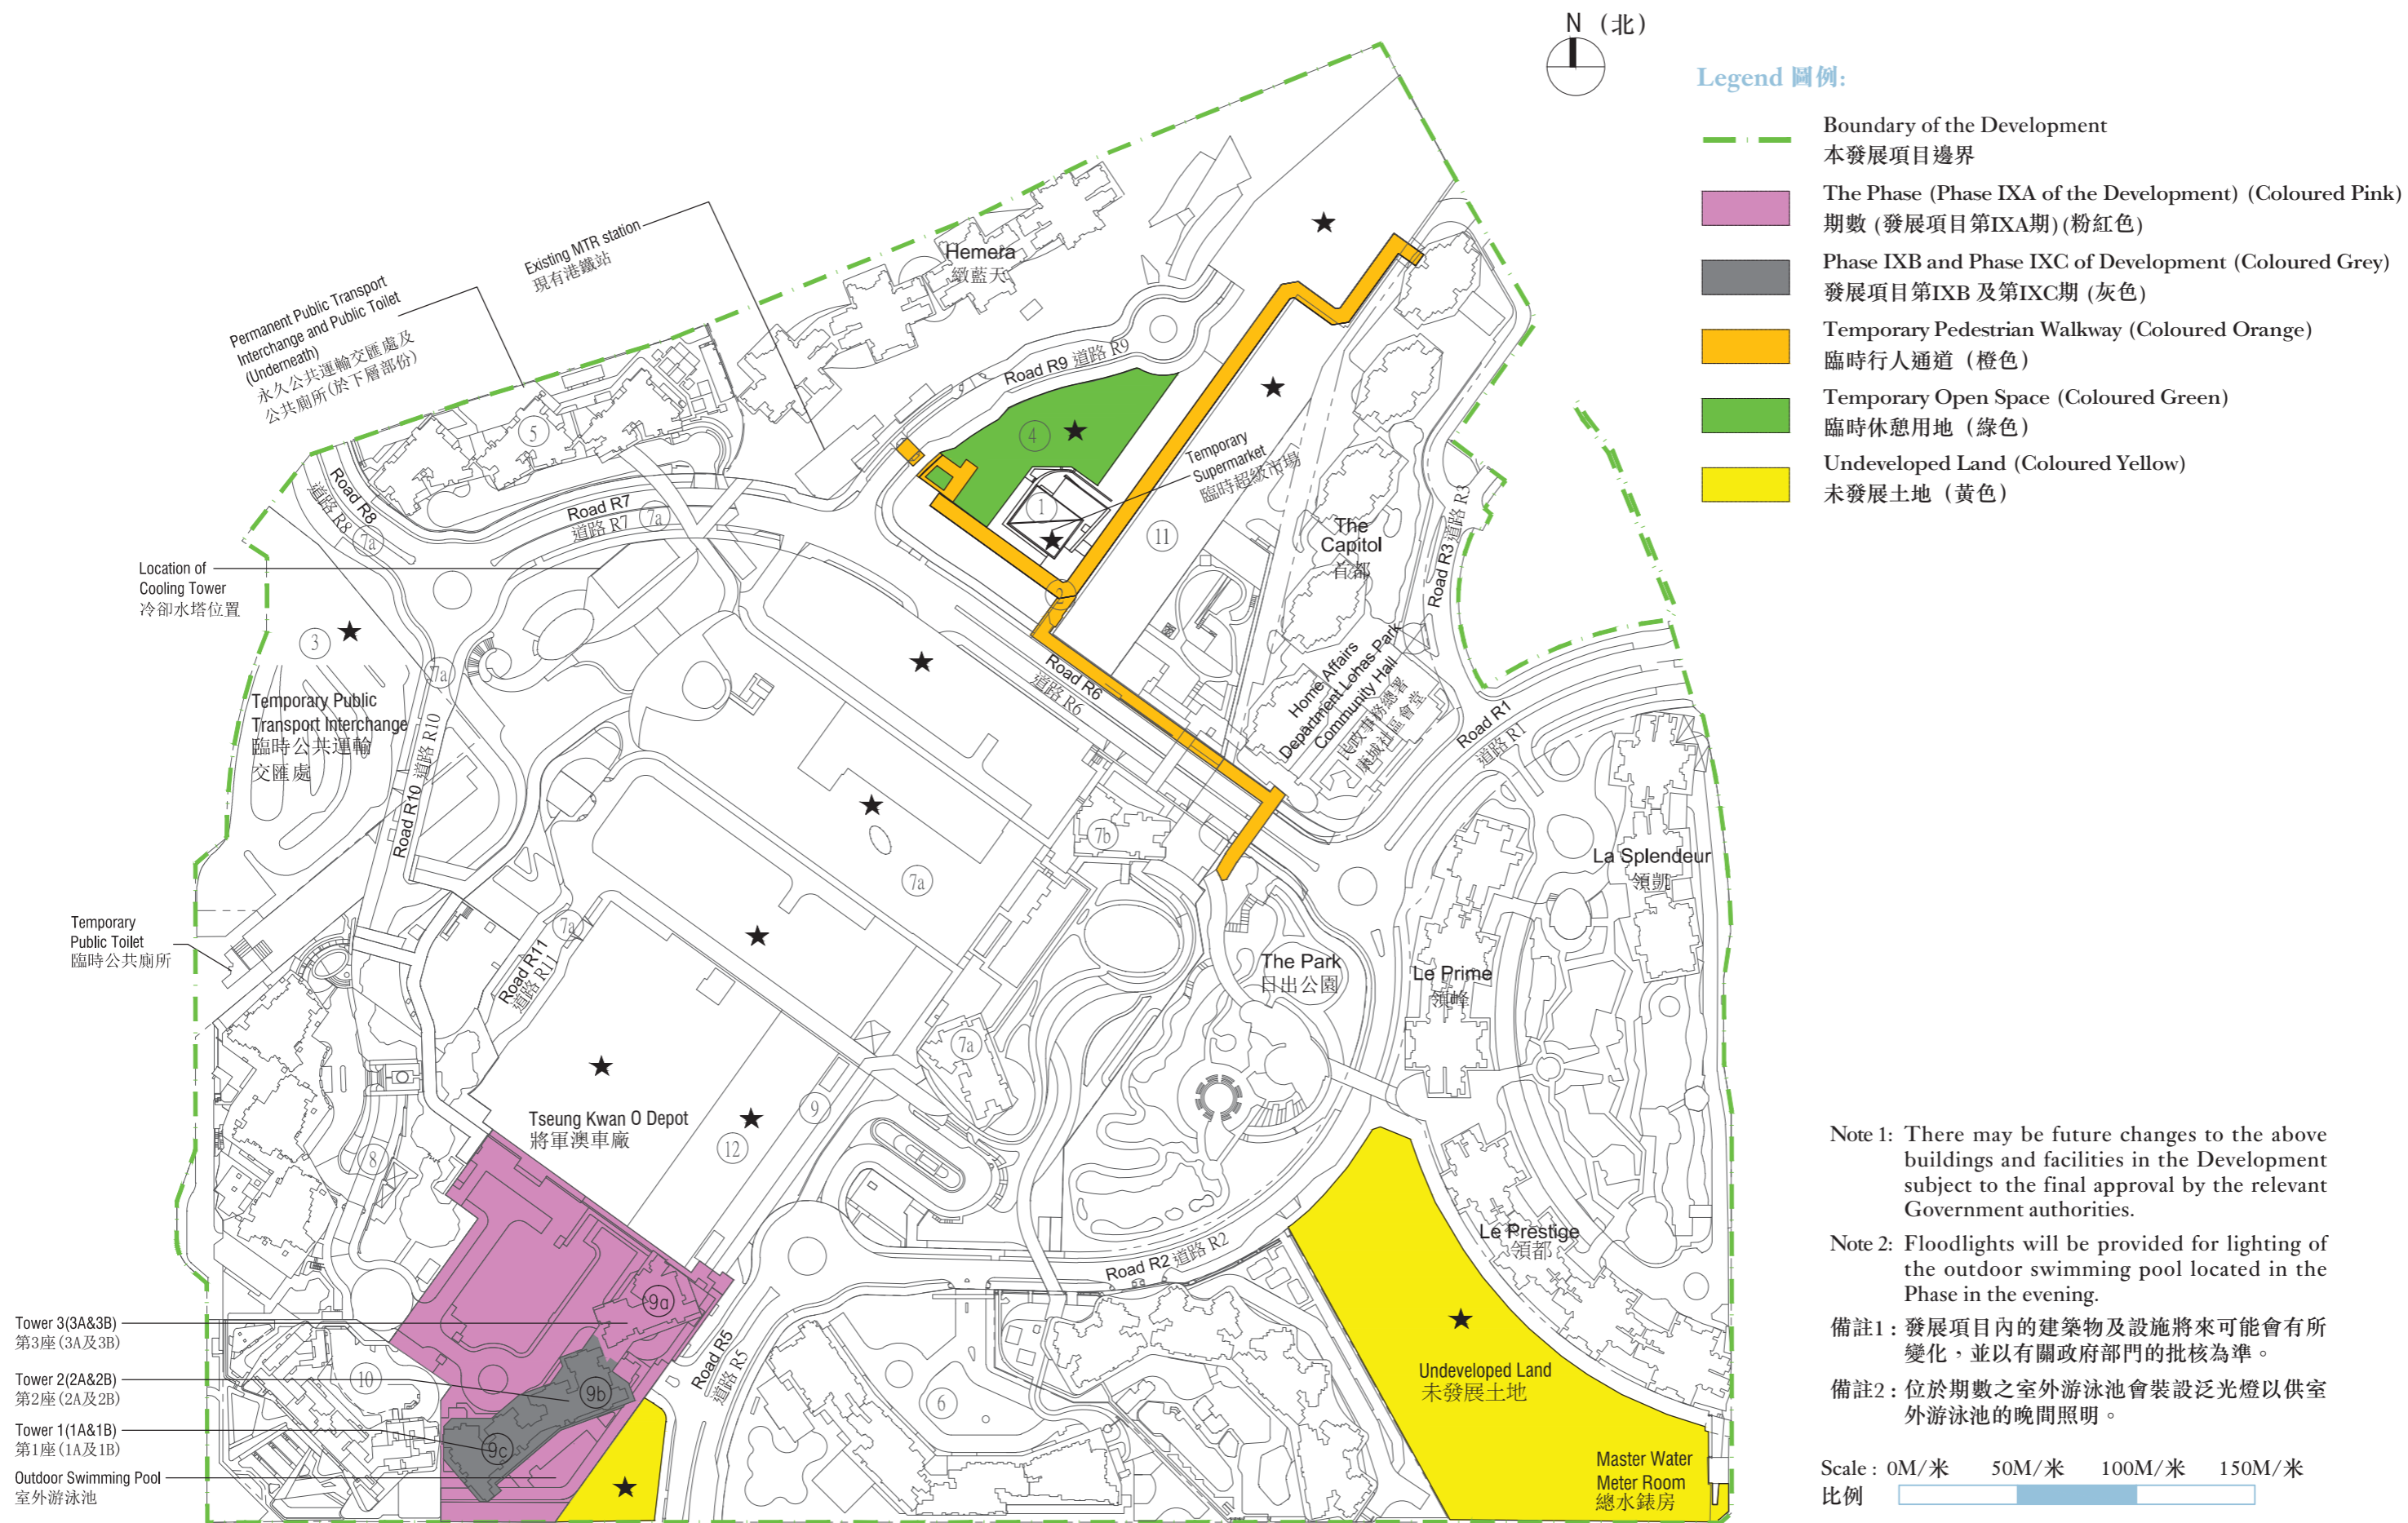 N (北)
Legend 圖例:
Boundary of the Development
本發展項目邊界
The Phase (Phase IXA of the Development) (Coloured Pink)
期數 (發展項目第IXA期) (粉紅色)
Phase IXB and Phase IXC of Development (Coloured Grey)
發展項目第IXB 及第IXC期 (灰色)
Temporary Pedestrian Walkway (Coloured Orange)
臨時行人通道 (橙色)
Temporary Open Space (Coloured Green)
臨時休憩用地 (綠色)
Undeveloped Land (Coloured Yellow)
未發展土地 (黃色)
Existing MTR station
現有港鐵站
Permanent Public Transport
Interchange and Public Toilet
(Underneath)
永久公共運輸交匯處及
公共廁所(於下層部份)
Hemera
緻藍天
Road R9 道路 R9
5
4
Temporary
Supermarket
臨時超級市場
1
11
2
Road R8
道路 R8
7a
Road R7
道路 R7
7a
The
Capitol
首都
Road R3 道路 R3
Location of
Cooling Tower
冷卻水塔位置
3
7a
Temporary Public
Transport Interchange
臨時公共運輸
交匯處
Road R10 道路 R10
Road R6
道路 R6
Home Affairs
Department Lohas Park
Community Hall
民政事務總署
康城社區會堂
Road R1
道路 R1
7b
7a
La Splendeur
領凱
Temporary
Public Toilet
臨時公共廁所
7a
Road R11
道路 R11
The Park
日出公園
Le Prime
領峰
7a
Tseung Kwan O Depot
將軍澳車廠
9
12
8
Le Prestige
領都
Road R2 道路 R2
9a
Tower 3(3A&3B)
第3座(3A及3B)
Tower 2(2A&2B)
第2座(2A及2B)
Tower 1(1A&1B)
第1座(1A及1B)
Outdoor Swimming Pool
室外游泳池
10
9b
9c
Road R5
道路 R5
6
Undeveloped Land
未發展土地
Master Water
Meter Room
總水錶房
Note 1: There may be future changes to the above
buildings and facilities in the Development
subject to the final approval by the relevant
Government authorities.
Note 2: Floodlights will be provided for lighting of
the outdoor swimming pool located in the
Phase in the evening.
備註1 : 發展項目內的建築物及設施將來可能會有所
變化，並以有關政府部門的批核為準。
備註2 : 位於期數之室外游泳池會裝設泛光燈以供室
外游泳池的晚間照明。
Scale : 0M/米 50M/米 100M/米 150M/米
比例